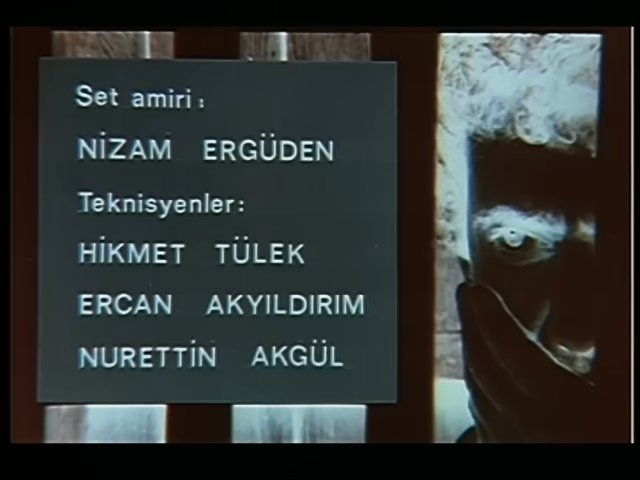 Set amiri :
NİZAM ERGÜDEN
Teknisyenler :
HİKMET TÜLEK
ERCAN AKYILDIRIM
NURETTİN AKGÜL